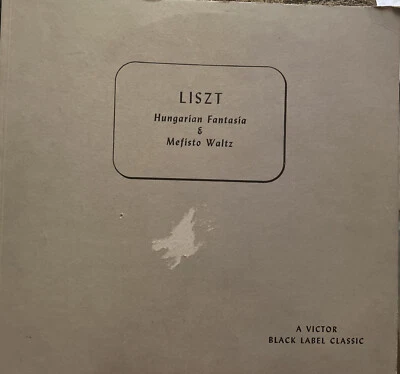 LISZT
Hungarian Fantasia
&
Mefisto Waltz
A VICTOR
BLACK LABEL CLASSIC